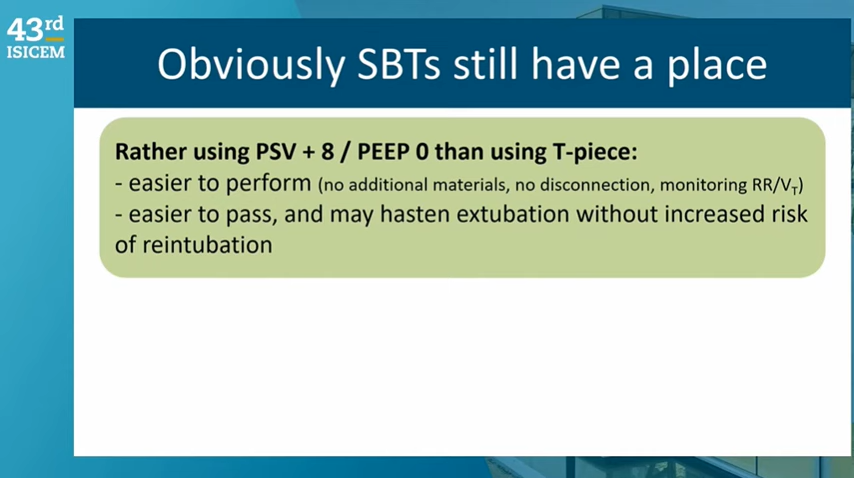 43rd
ISICEM
Obviously SBTs still have a place
Rather using PSV + 8 / PEEP 0 than using T-piece:
- easier to perform (no additional materials, no disconnection, monitoring RR/VT)
- easier to pass, and may hasten extubation without increased risk
of reintubation